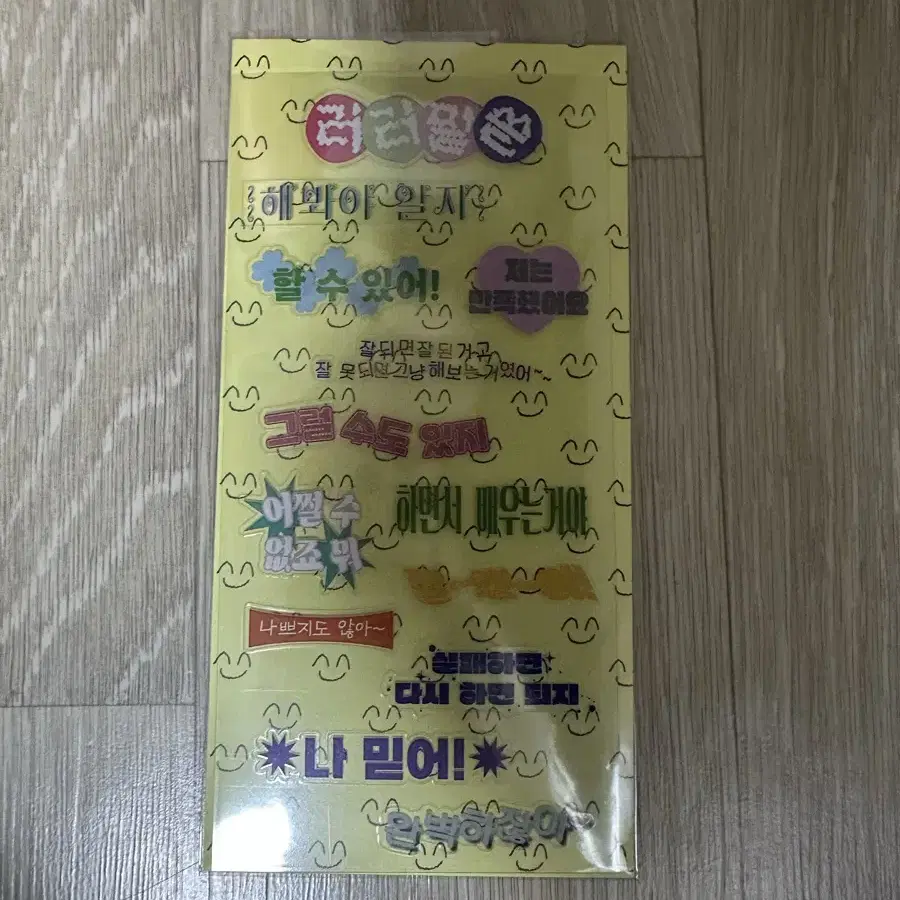 해봐야 알지
할 수 있어!
저는
만족했어요
잘되면 잘 된 거고
잘 못되면 그냥 해보는거였어~~
그럴 수도 있지
어쩔 수
없죠 뭐
하면서 배우는거야
나쁘지도 않아~
실패하면
다시 하면 되지
나 믿어!
완벽하잖아